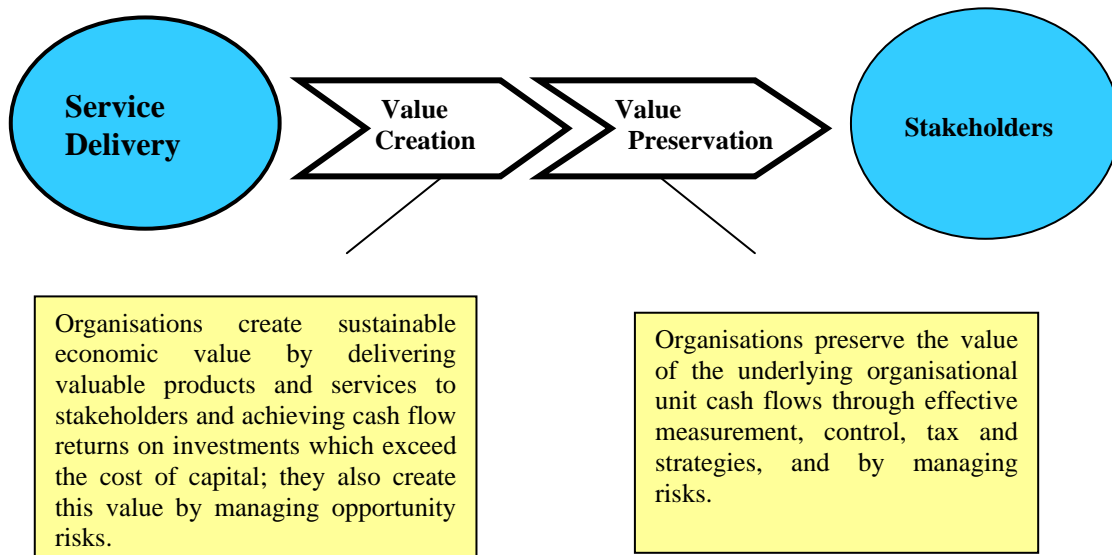 Service
Delivery
Value
Creation
Value
Preservation
Stakeholders
Organisations create sustainable
economic value by delivering
valuable products and services to
stakeholders and achieving cash flow
returns on investments which exceed
the cost of capital; they also create
this value by managing opportunity
risks.
Organisations preserve the value
of the underlying organisational
unit cash flows through effective
measurement, control, tax and
strategies, and by managing
risks.